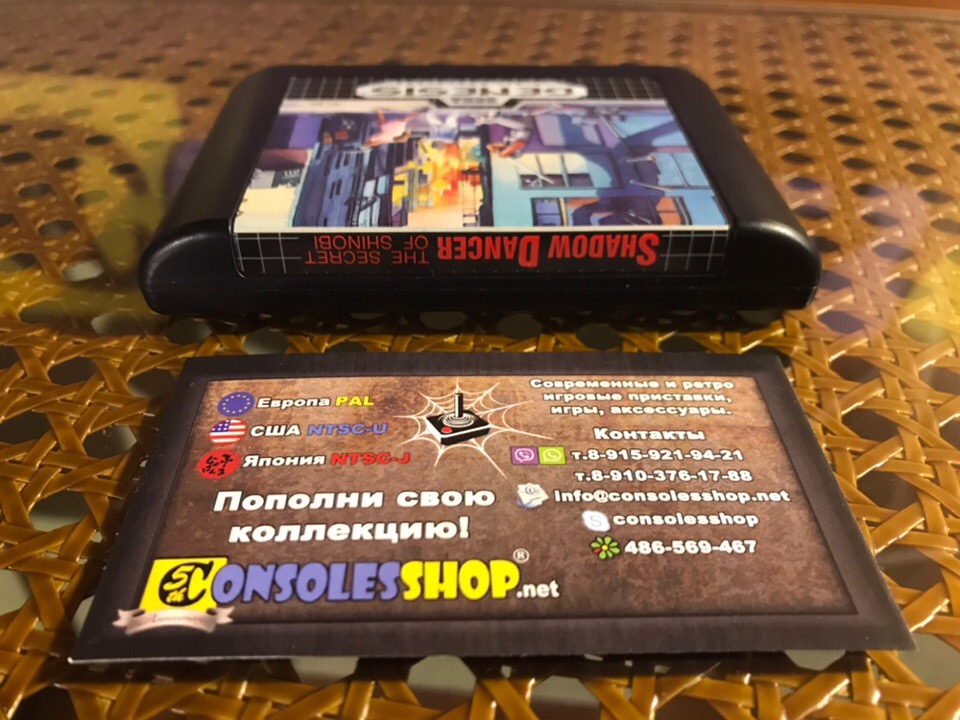 GENESIS
SHADOW DANCER
THE SECRET
OF SHINOBI
Европа PAL
США NTSC-U
Япония NTSC-J
Пополни свою
коллекцию!
CONSOLESSHOP.net
®
Современные и ретро
игровые приставки,
игры, аксессуары.
Контакты
т.8-915-921-94-21
т.8-910-376-17-88
info@consolesshop.net
consolesshop
486-569-467